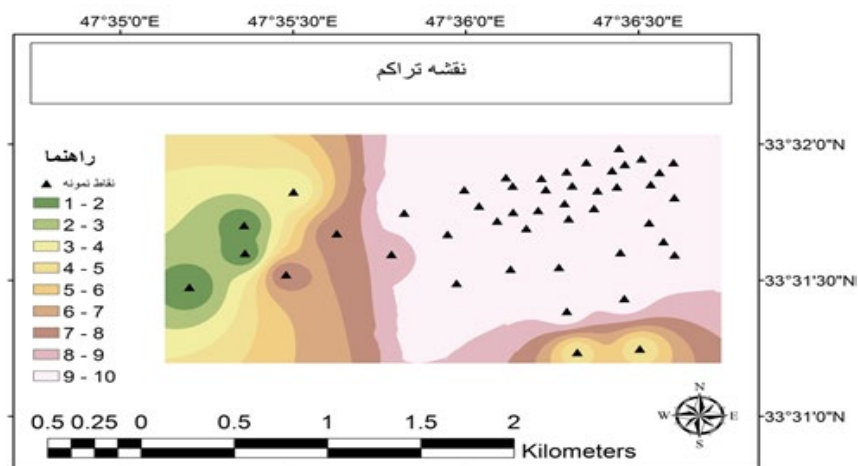 47°35'0"E 47°35'30"E 47°36'0"E 47°36'30"E
نقشه تراکم
33°32'0"N
33°31'30"N
33°31'0"N
راهنما
نقاط نمونه
1 - 2
2 - 3
3 - 4
4 - 5
5 - 6
6 - 7
7 - 8
8 - 9
9 - 10
N
W E
S
0.5 0.25 0 0.5 1 1.5 2
Kilometers